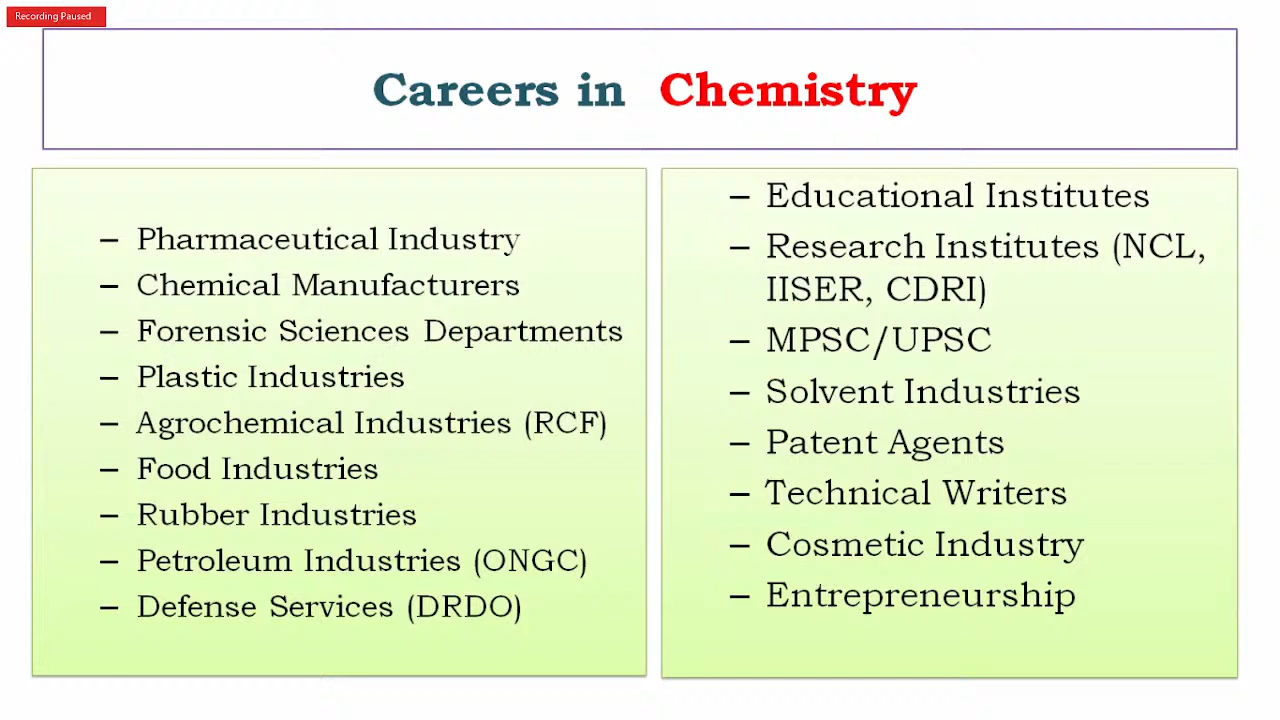 Recording Paused
Careers in Chemistry
– Pharmaceutical Industry
– Chemical Manufacturers
– Forensic Sciences Departments
– Plastic Industries
– Agrochemical Industries (RCF)
– Food Industries
– Rubber Industries
– Petroleum Industries (ONGC)
– Defense Services (DRDO)
– Educational Institutes
– Research Institutes (NCL,
IISER, CDRI)
– MPSC/UPSC
– Solvent Industries
– Patent Agents
– Technical Writers
– Cosmetic Industry
– Entrepreneurship